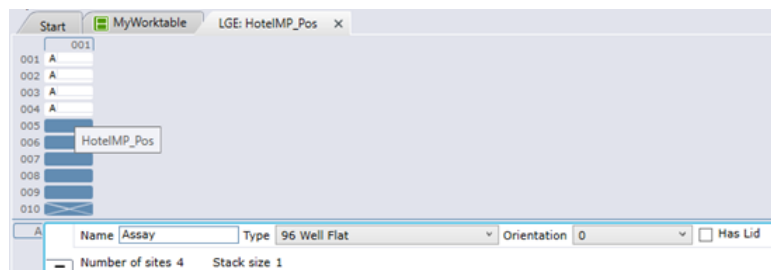 Start MyWorktable LGE: HotelMP_Pos X
001
001 A
002 A
003 A
004 A
005
006 HotelMP_Pos
007
008
009
010
A Name Assay Type 96 Well Flat Orientation 0 Has Lid
Number of sites 4 Stack size 1